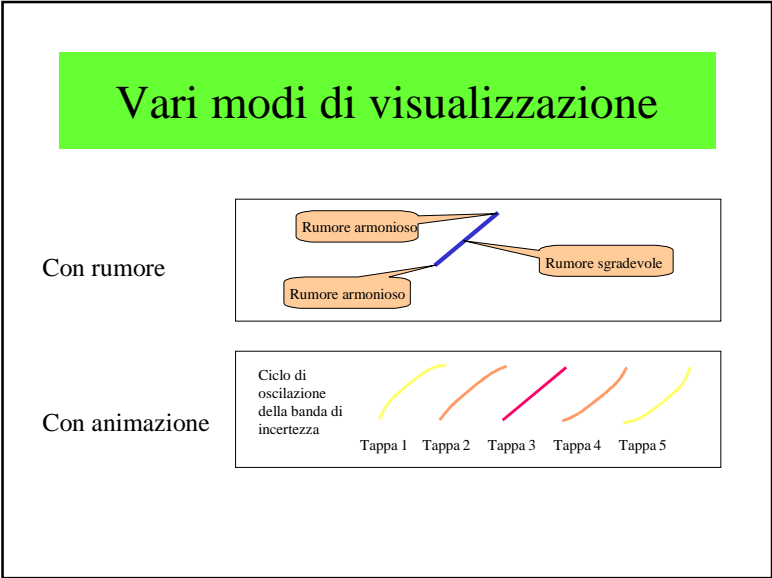 Vari modi di visualizzazione
Con rumore
Rumore armonioso
Rumore sgradevole
Rumore armonioso
Con animazione
Ciclo di
oscilazione
della banda di
incertezza
Tappa 1 Tappa 2 Tappa 3 Tappa 4 Tappa 5